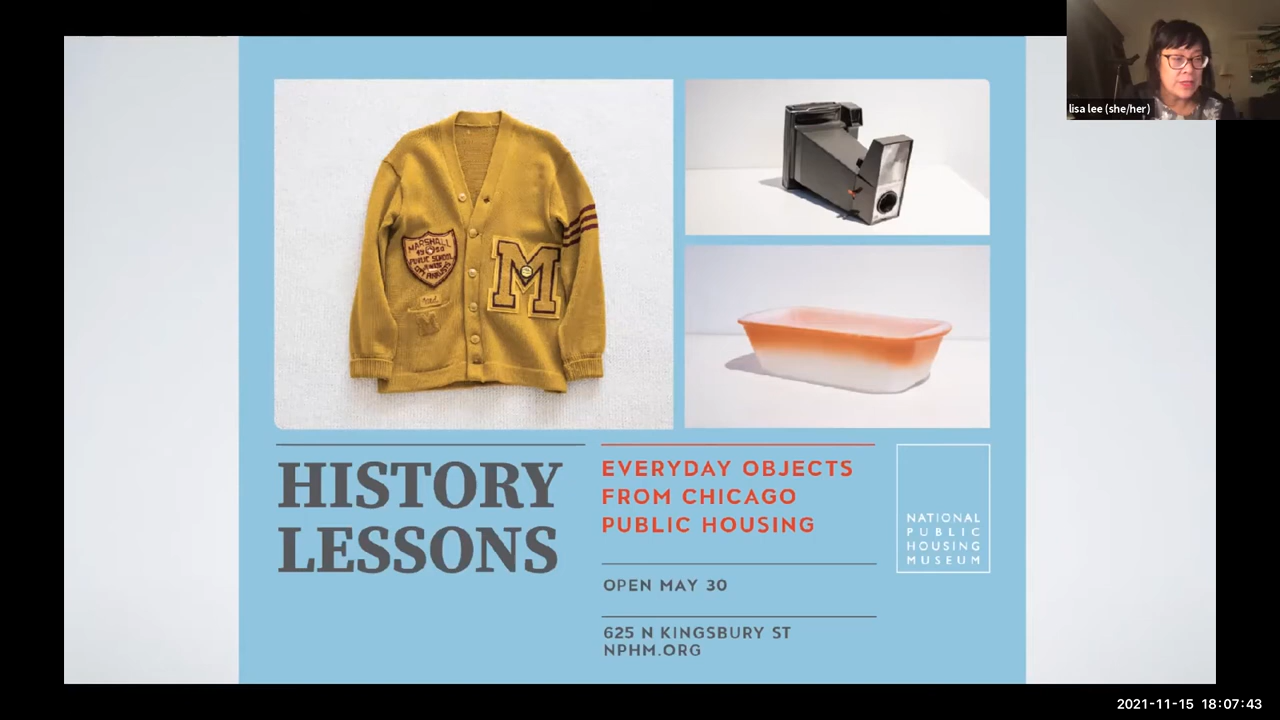 lisa lee (she/her)
MARSHALL
PUBLIC SCHOOL
M
HISTORY
LESSONS
EVERYDAY OBJECTS
FROM CHICAGO
PUBLIC HOUSING
OPEN MAY 30
625 N KINGSBURY ST
NPHM.ORG
NATIONAL
PUBLIC
HOUSING
MUSEUM
2021-11-15 18:07:43